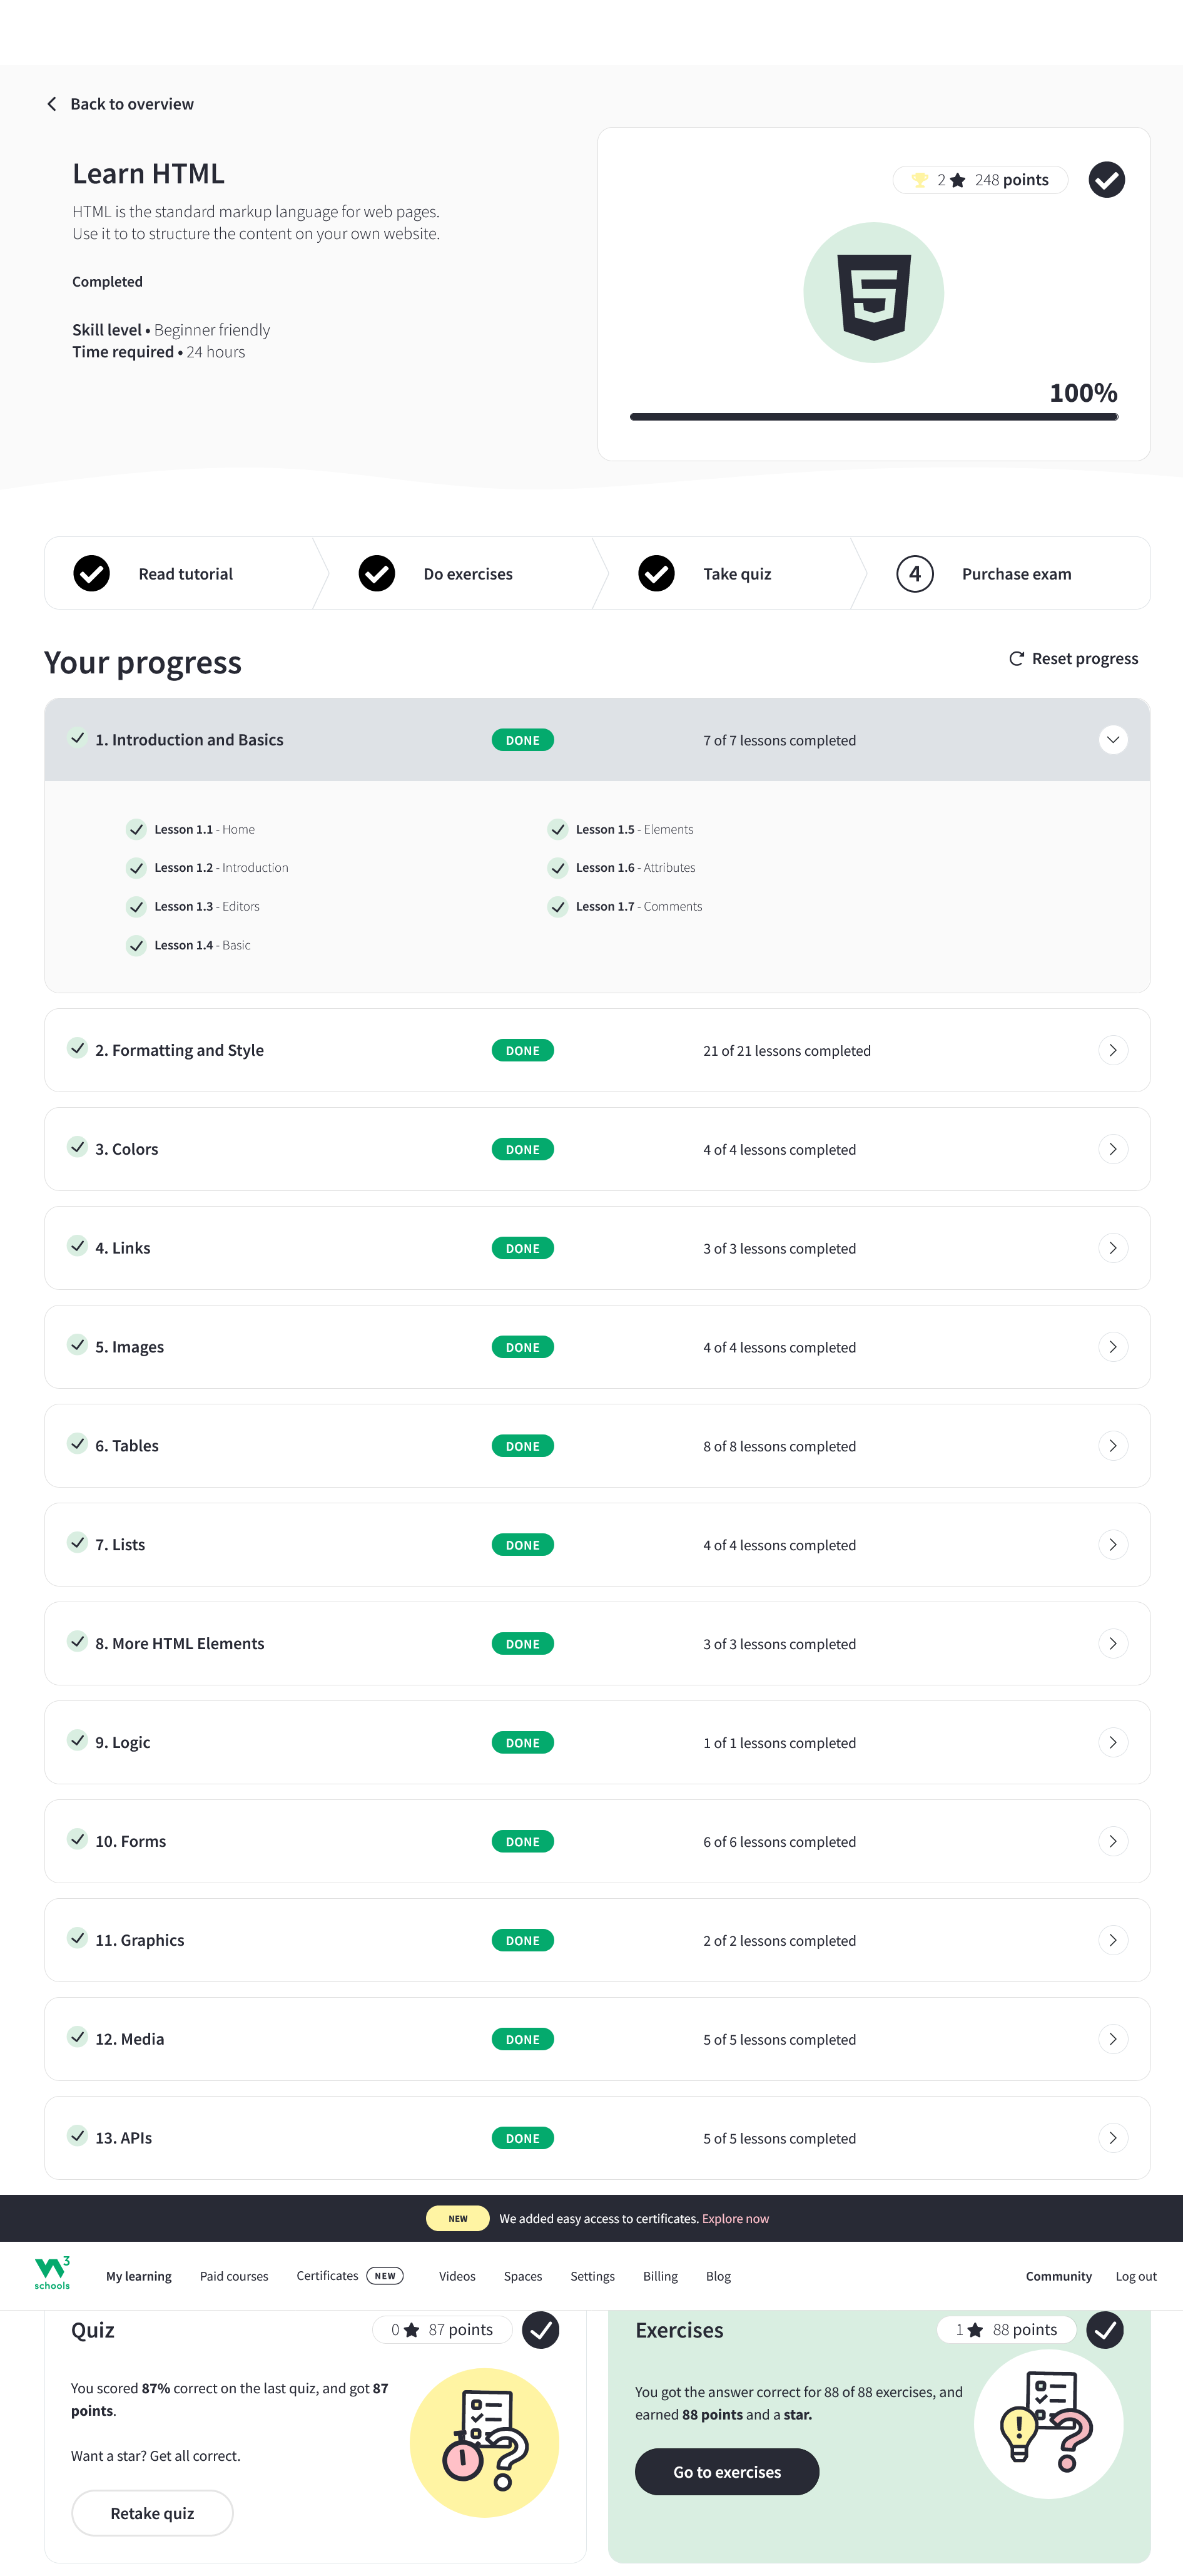 Back to overview
Learn HTML
HTML is the standard markup language for web pages.
Use it to to structure the content on your own website.
Completed
Skill level • Beginner friendly
Time required • 24 hours
2 248 points
100%
Read tutorial
Do exercises
Take quiz
4 Purchase exam
Your progress
Reset progress
1. Introduction and Basics DONE 7 of 7 lessons completed
Lesson 1.1 - Home
Lesson 1.2 - Introduction
Lesson 1.3 - Editors
Lesson 1.4 - Basic
Lesson 1.5 - Elements
Lesson 1.6 - Attributes
Lesson 1.7 - Comments
2. Formatting and Style DONE 21 of 21 lessons completed
3. Colors DONE 4 of 4 lessons completed
4. Links DONE 3 of 3 lessons completed
5. Images DONE 4 of 4 lessons completed
6. Tables DONE 8 of 8 lessons completed
7. Lists DONE 4 of 4 lessons completed
8. More HTML Elements DONE 3 of 3 lessons completed
9. Logic DONE 1 of 1 lessons completed
10. Forms DONE 6 of 6 lessons completed
11. Graphics DONE 2 of 2 lessons completed
12. Media DONE 5 of 5 lessons completed
13. APIs DONE 5 of 5 lessons completed
NEW We added easy access to certificates. Explore now
W3 schools My learning Paid courses Certificates NEW Videos Spaces Settings Billing Blog Community Log out
Quiz 0 87 points
You scored 87% correct on the last quiz, and got 87
points.
Want a star? Get all correct.
Retake quiz
Exercises 1 88 points
You got the answer correct for 88 of 88 exercises, and
earned 88 points and a star.
Go to exercises